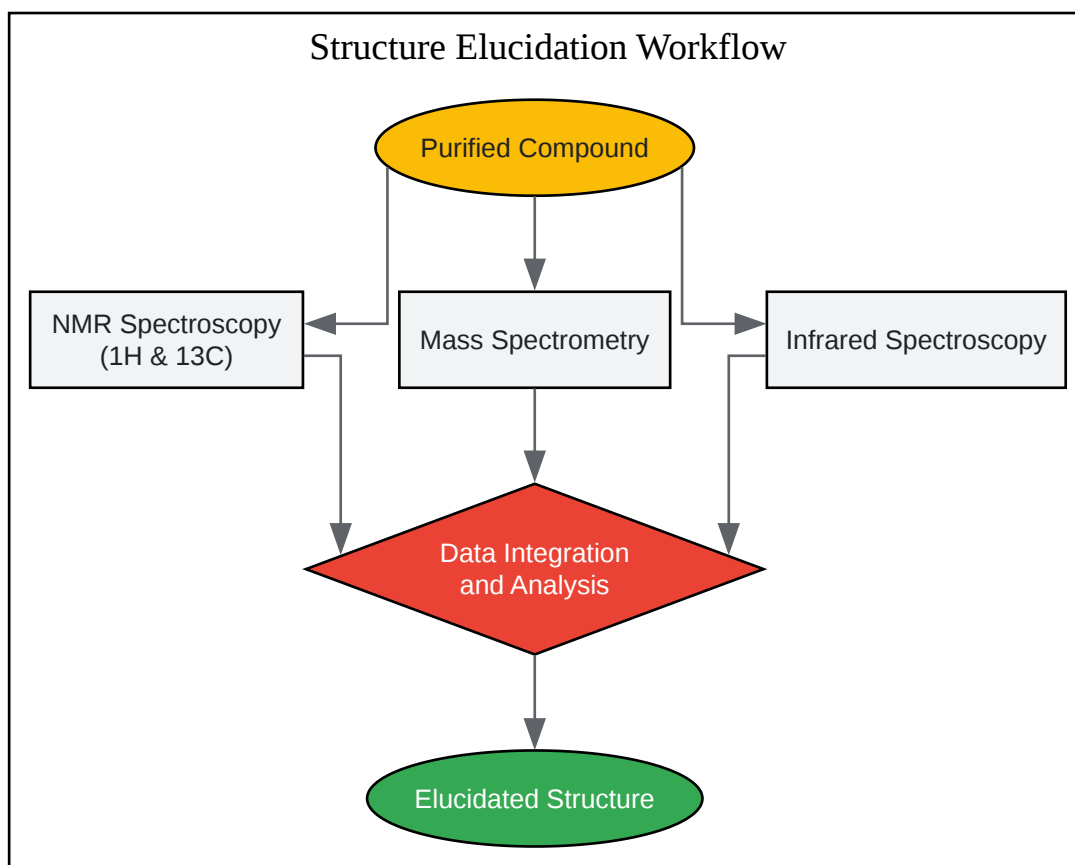 Structure Elucidation Workflow
Purified Compound
NMR Spectroscopy
(1H & 13C)
Mass Spectrometry
Infrared Spectroscopy
Data Integration
and Analysis
Elucidated Structure